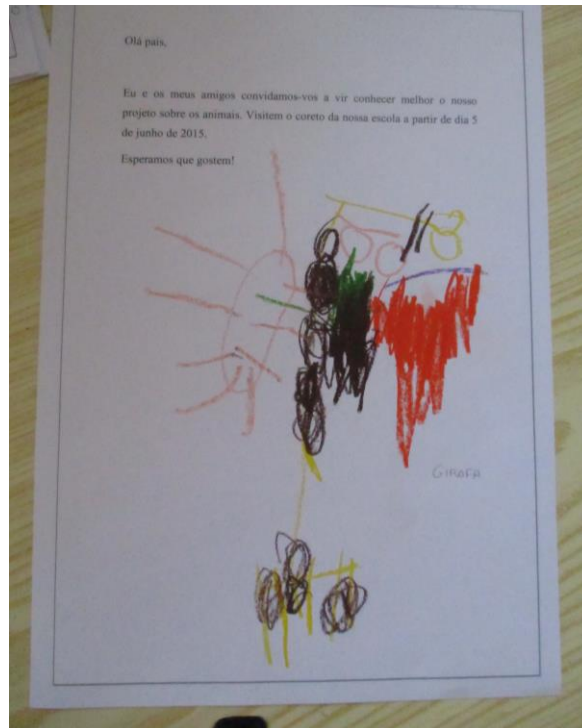 Olá pais,
Eu e os meus amigos convidamos-vos a vir conhecer melhor o nosso
projeto sobre os animais. Visitem o coreto da nossa escola a partir de dia 5
de junho de 2015.
Esperamos que gostem!
GIRAFA